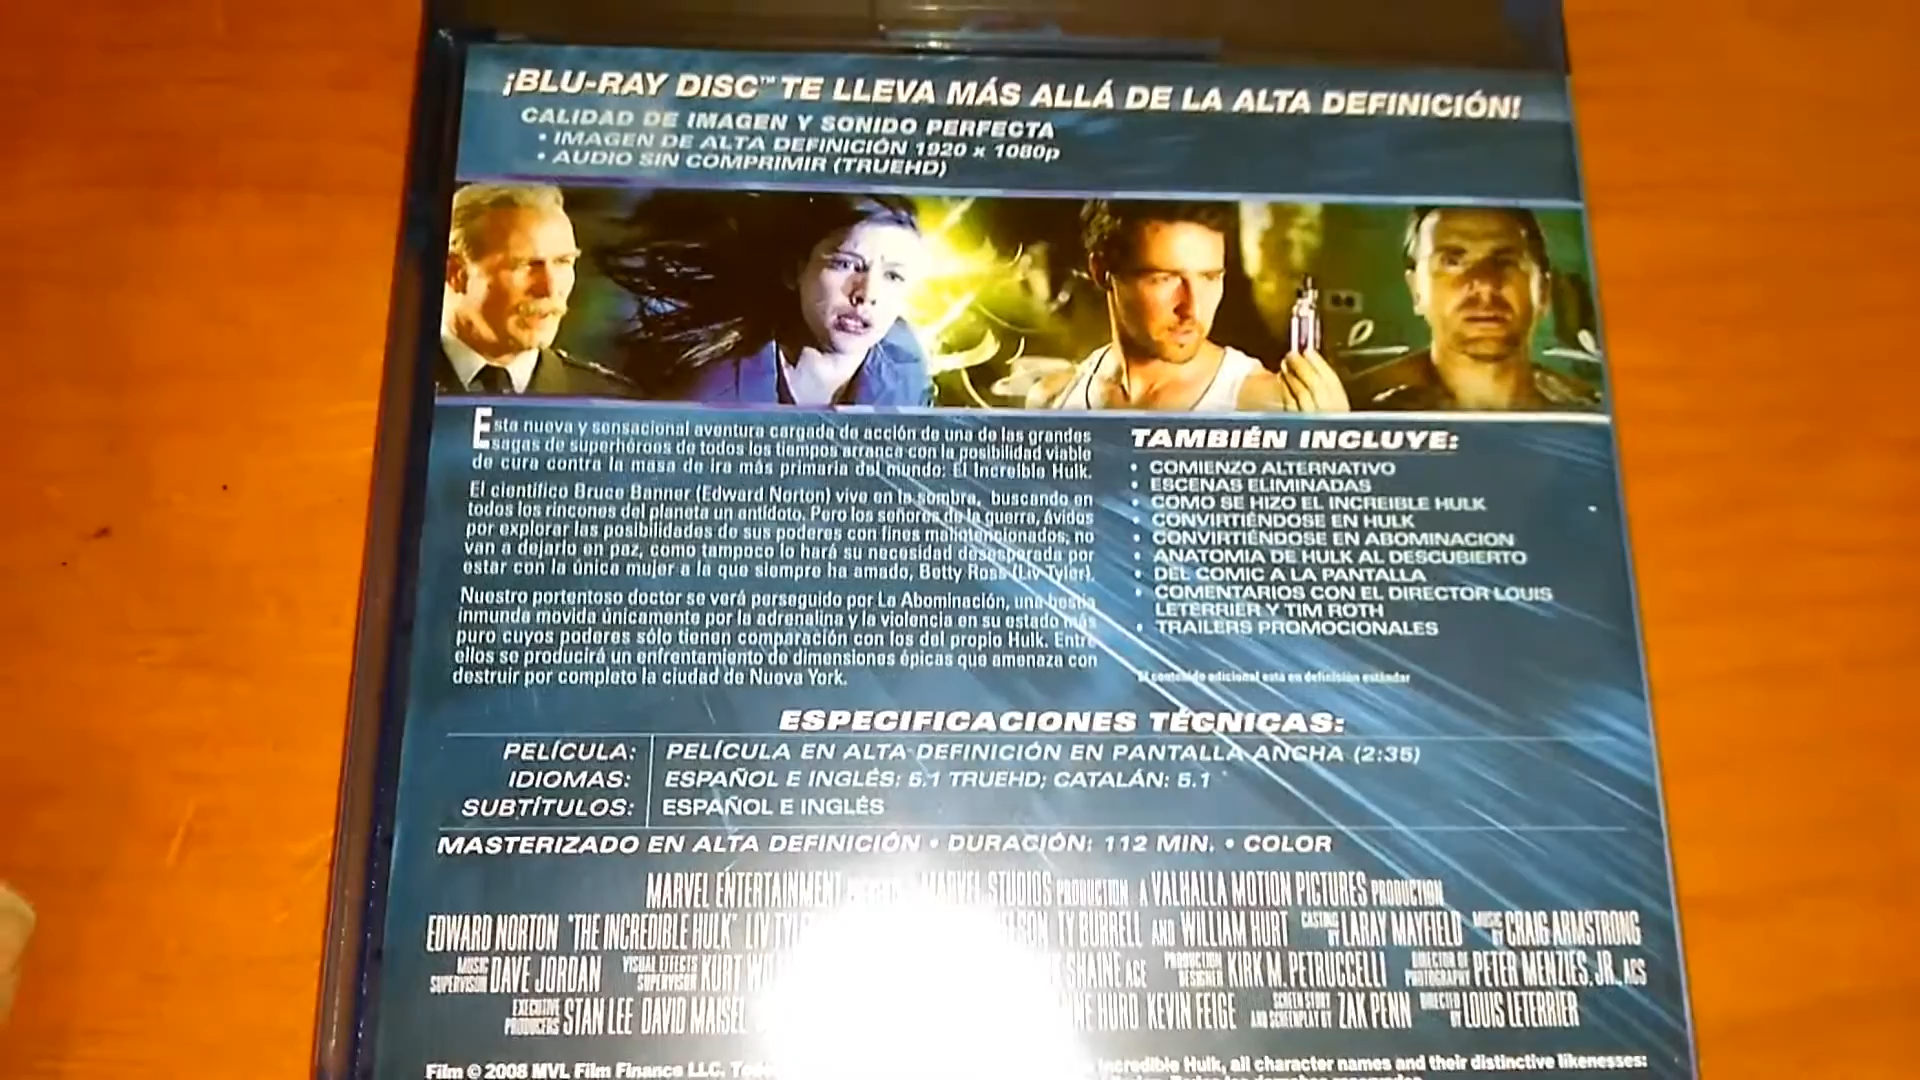 ¡BLU-RAY DISC™ TE LLEVA MÁS ALLÁ DE LA ALTA DEFINICIÓN!
CALIDAD DE IMAGEN Y SONIDO PERFECTA
• IMAGEN DE ALTA DEFINICIÓN 1920 x 1080p
• AUDIO SIN COMPRIMIR (TRUEHD)
Esta nueva y sensacional aventura cargada de acción de una de las grandes
sagas de superhéroes de todos los tiempos arranca con la posibilidad viable
de cura contra la masa de ira más primaria del mundo: El Increíble Hulk.
El científico Bruce Banner (Edward Norton) vive en la sombra, buscando en
todos los rincones del planeta un antídoto. Pero los señores de la guerra, ávidos
por explorar las posibilidades de sus poderes con fines malintencionados, no
van a dejarlo en paz, como tampoco lo hará su necesidad desesperada por
estar con la única mujer a la que siempre ha amado, Betty Ross (Liv Tyler).
Nuestro portentoso doctor se verá perseguido por La Abominación, una bestia
inmunda movida únicamente por la adrenalina y la violencia en su estado más
puro cuyos poderes sólo tienen comparación con los del propio Hulk. Entre
ellos se producirá un enfrentamiento de dimensiones épicas que amenaza con
destruir por completo la ciudad de Nueva York.
TAMBIÉN INCLUYE:
• COMIENZO ALTERNATIVO
• ESCENAS ELIMINADAS
• COMO SE HIZO EL INCREIBLE HULK
• CONVIRTIÉNDOSE EN HULK
• CONVIRTIÉNDOSE EN ABOMINACION
• ANATOMIA DE HULK AL DESCUBIERTO
• DEL COMIC A LA PANTALLA
• COMENTARIOS CON EL DIRECTOR LOUIS
LETERRIER Y TIM ROTH
• TRAILERS PROMOCIONALES
El contenido adicional está en definición estándar
ESPECIFICACIONES TÉCNICAS:
PELÍCULA: PELÍCULA EN ALTA DEFINICIÓN EN PANTALLA ANCHA (2:35)
IDIOMAS: ESPAÑOL E INGLÉS: 5.1 TRUEHD; CATALÁN: 5.1
SUBTÍTULOS: ESPAÑOL E INGLÉS
MASTERIZADO EN ALTA DEFINICIÓN • DURACIÓN: 112 MIN. • COLOR
MARVEL ENTERTAINMENT MARVEL STUDIOS PRODUCTION A VALHALLA MOTION PICTURES PRODUCTION
EDWARD NORTON "THE INCREDIBLE HULK" LIV TY BURRELL AND WILLIAM HURT CASTING BY LARAY MAYFIELD MUSIC BY CRAIG ARMSTRONG
MUSIC SUPERVISOR DAVE JORDAN VISUAL EFFECTS SUPERVISOR KURT SHAINE ACE PRODUCTION DESIGNER KIRK M. PETRUCCELLI DIRECTOR OF PHOTOGRAPHY PETER MENZIES, JR., ACS
EXECUTIVE PRODUCERS STAN LEE DAVID MAISEL HURD KEVIN FEIGE SCREEN STORY AND SCREENPLAY BY ZAK PENN DIRECTED BY LOUIS LETERRIER
Film © 2008 MVL Film Finance LLC. Incredible Hulk, all character names and their distinctive likenesses: